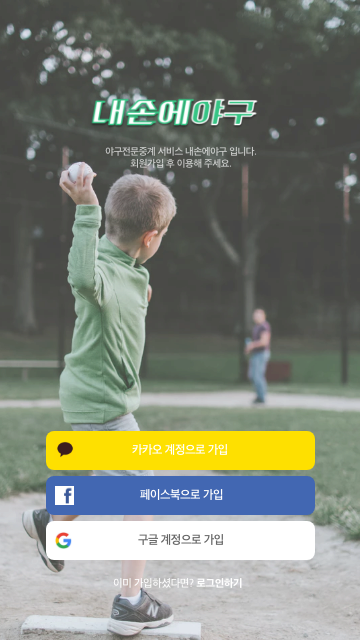 내손에야구
야구전문중계 서비스 내손에야구 입니다.
회원가입 후 이용해 주세요.
카카오 계정으로 가입
페이스북으로 가입
구글 계정으로 가입
이미 가입하셨다면? 로그인하기